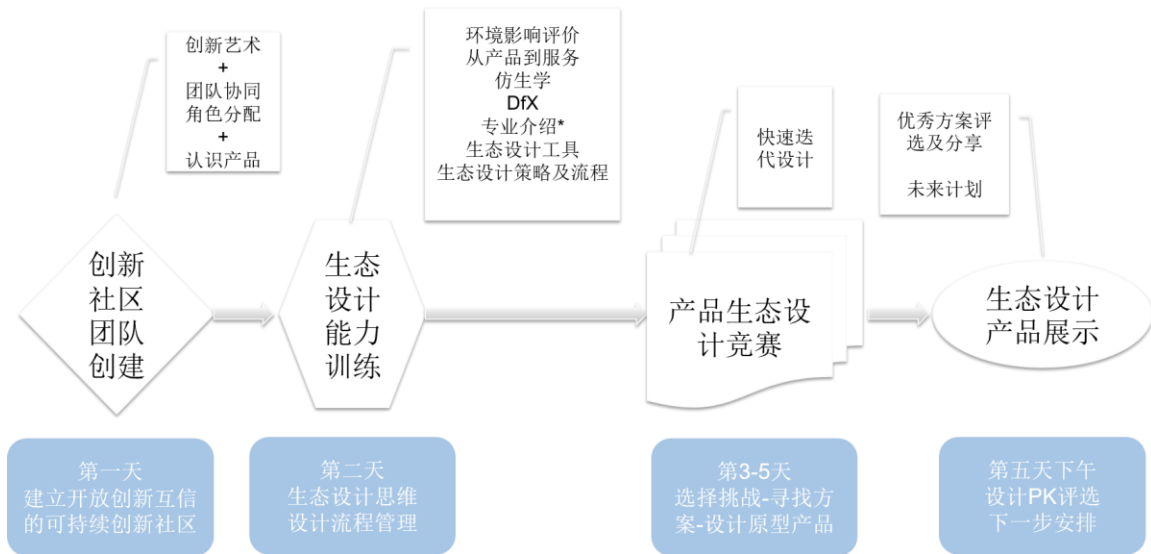 创新艺术
+
团队协同
角色分配
+
认识产品
环境影响评价
从产品到服务
仿生学
DfX
专业介绍*
生态设计工具
生态设计策略及流程
快速迭
代设计
优秀方案评
选及分享
未来计划
创新
社区
团队
创建
生态
设计
能力
训练
产品生态设
计竞赛
生态设计
产品展示
第一天
建立开放创新互信
的可持续创新社区
第二天
生态设计思维
设计流程管理
第3-5天
选择挑战-寻找方
案-设计原型产品
第五天下午
设计PK评选
下一步安排